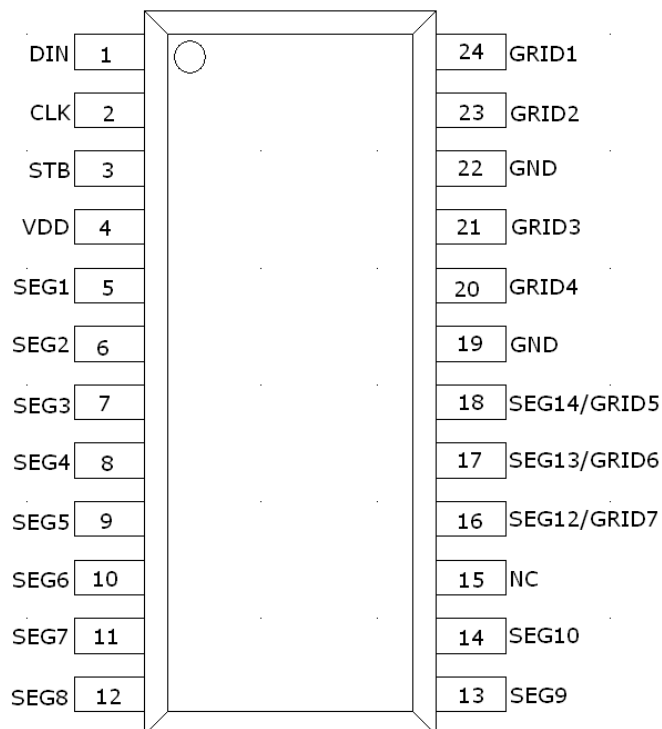 DIN 1 24 GRID1
CLK 2 23 GRID2
STB 3 22 GND
VDD 4 21 GRID3
SEG1 5 20 GRID4
SEG2 6 19 GND
SEG3 7 18 SEG14/GRID5
SEG4 8 17 SEG13/GRID6
SEG5 9 16 SEG12/GRID7
SEG6 10 15 NC
SEG7 11 14 SEG10
SEG8 12 13 SEG9